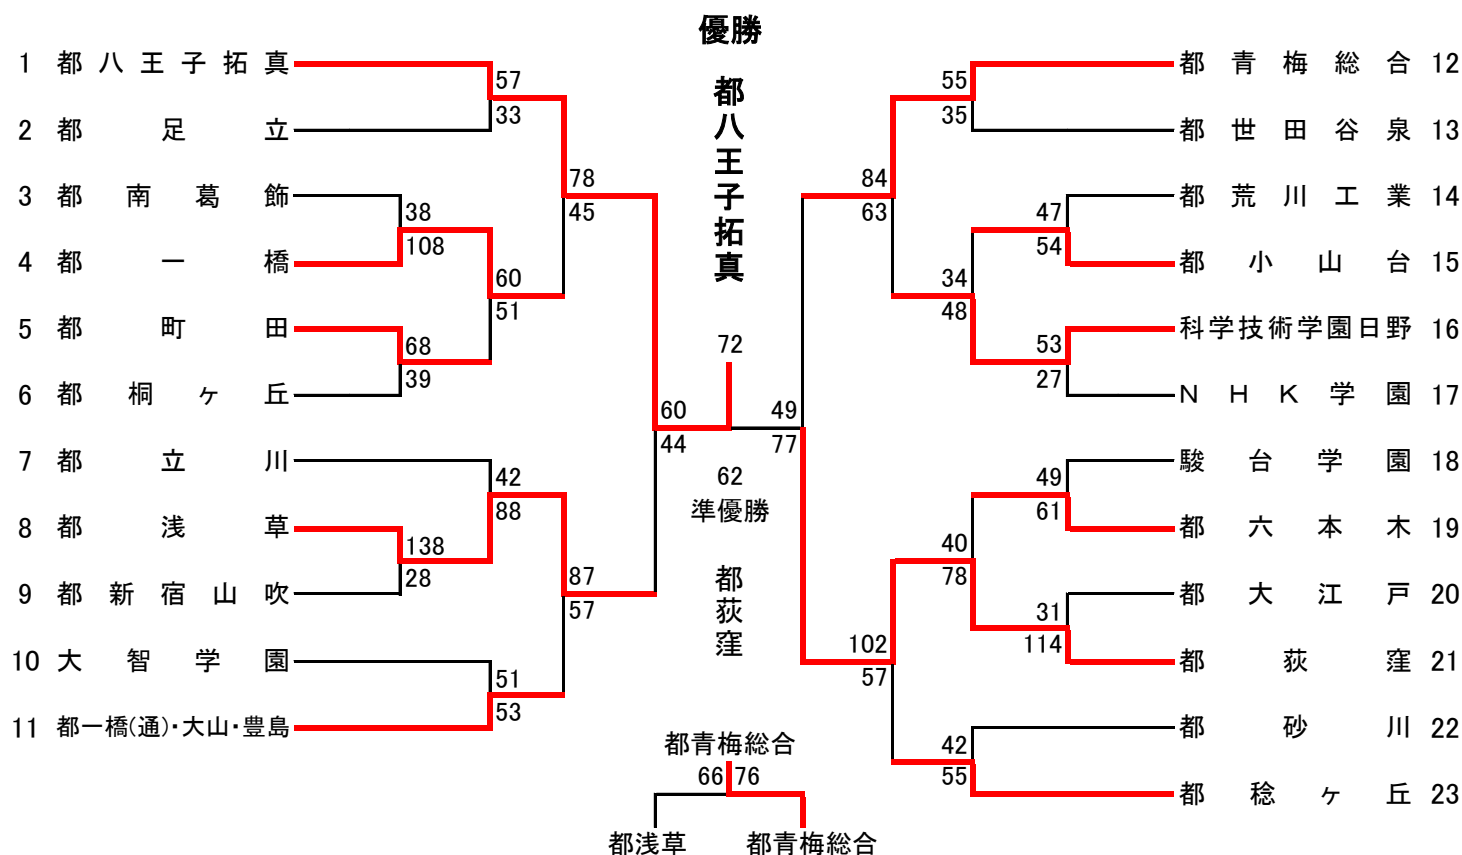 優勝
都八王子拓真
72
62
準優勝
都荻窪
1 都八王子拓真
57
33
2 都足立
78
45
3 都南葛飾
38
108
4 都一橋
60
51
5 都町田
68
39
6 都桐ヶ丘
60
44
7 都立川
42
88
8 都浅草
138
28
9 都新宿山吹
87
57
10 大智学園
51
53
11 都一橋(通)・大山・豊島
都青梅総合 12
55
35
都世田谷泉 13
84
63
都荒川工業 14
47
54
都小山台 15
34
48
科学技術学園日野 16
53
27
NHK学園 17
49
77
駿台学園 18
49
61
都六本木 19
40
78
都大江戸 20
31
114
都荻窪 21
102
57
都砂川 22
42
55
都稔ヶ丘 23
都青梅総合
66 76
都浅草 都青梅総合